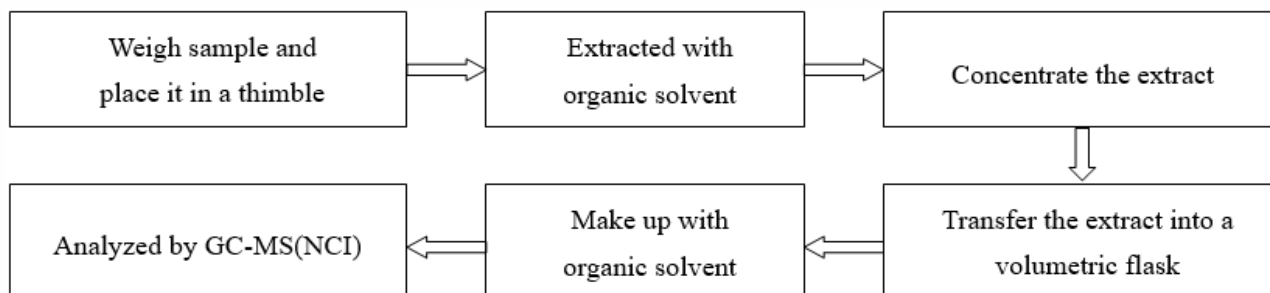 Weigh sample and
place it in a thimble
Extracted with
organic solvent
Concentrate the extract
Transfer the extract into a
volumetric flask
Make up with
organic solvent
Analyzed by GC-MS(NCI)